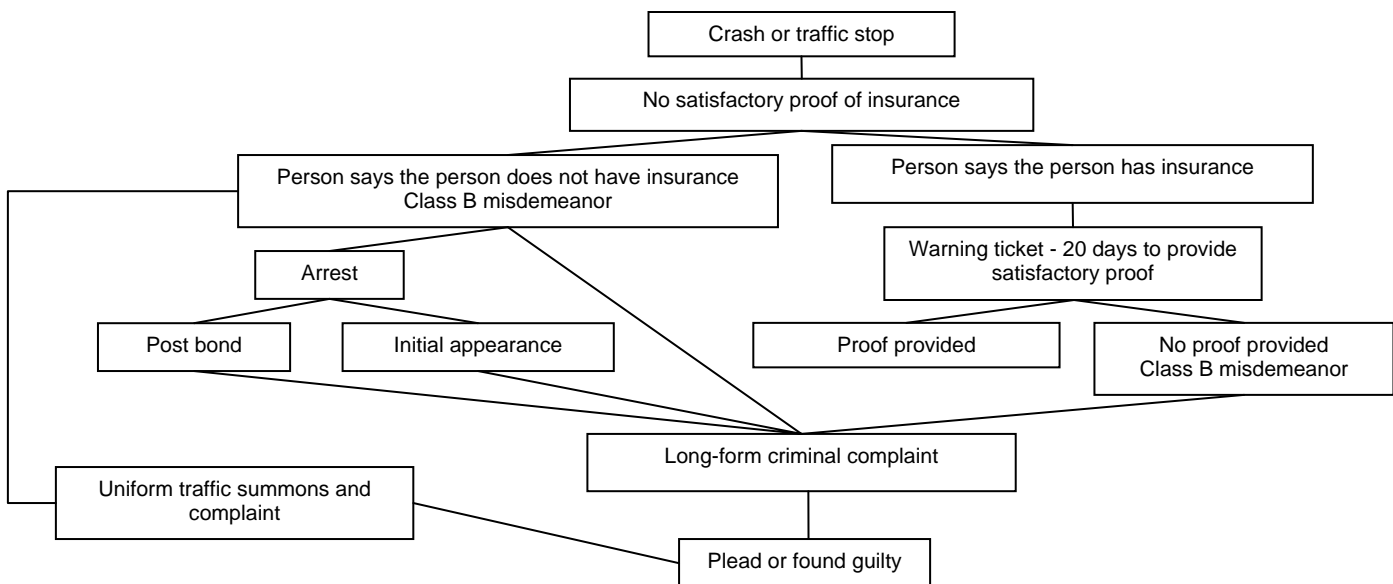 Crash or traffic stop
No satisfactory proof of insurance
Person says the person does not have insurance
Class B misdemeanor
Person says the person has insurance
Arrest
Warning ticket - 20 days to provide
satisfactory proof
Post bond
Initial appearance
Proof provided
No proof provided
Class B misdemeanor
Long-form criminal complaint
Uniform traffic summons and
complaint
Plead or found guilty